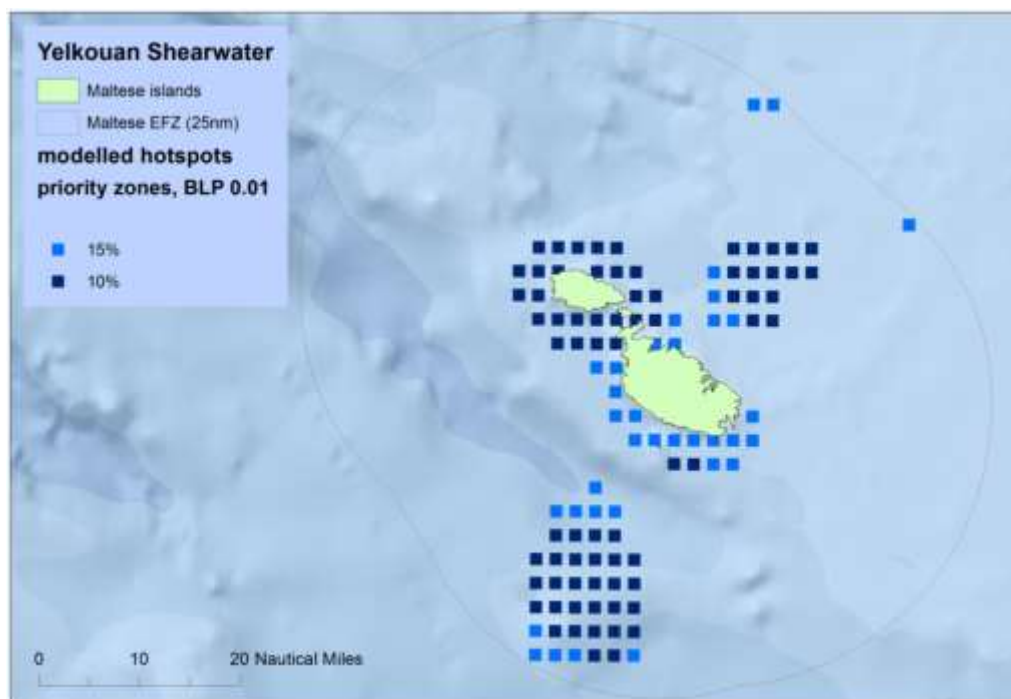 Yelkouan Shearwater
Maltese islands
Maltese EFZ (25nm)
modelled hotspots
priority zones, BLP 0.01
15%
10%
0 10 20 Nautical Miles